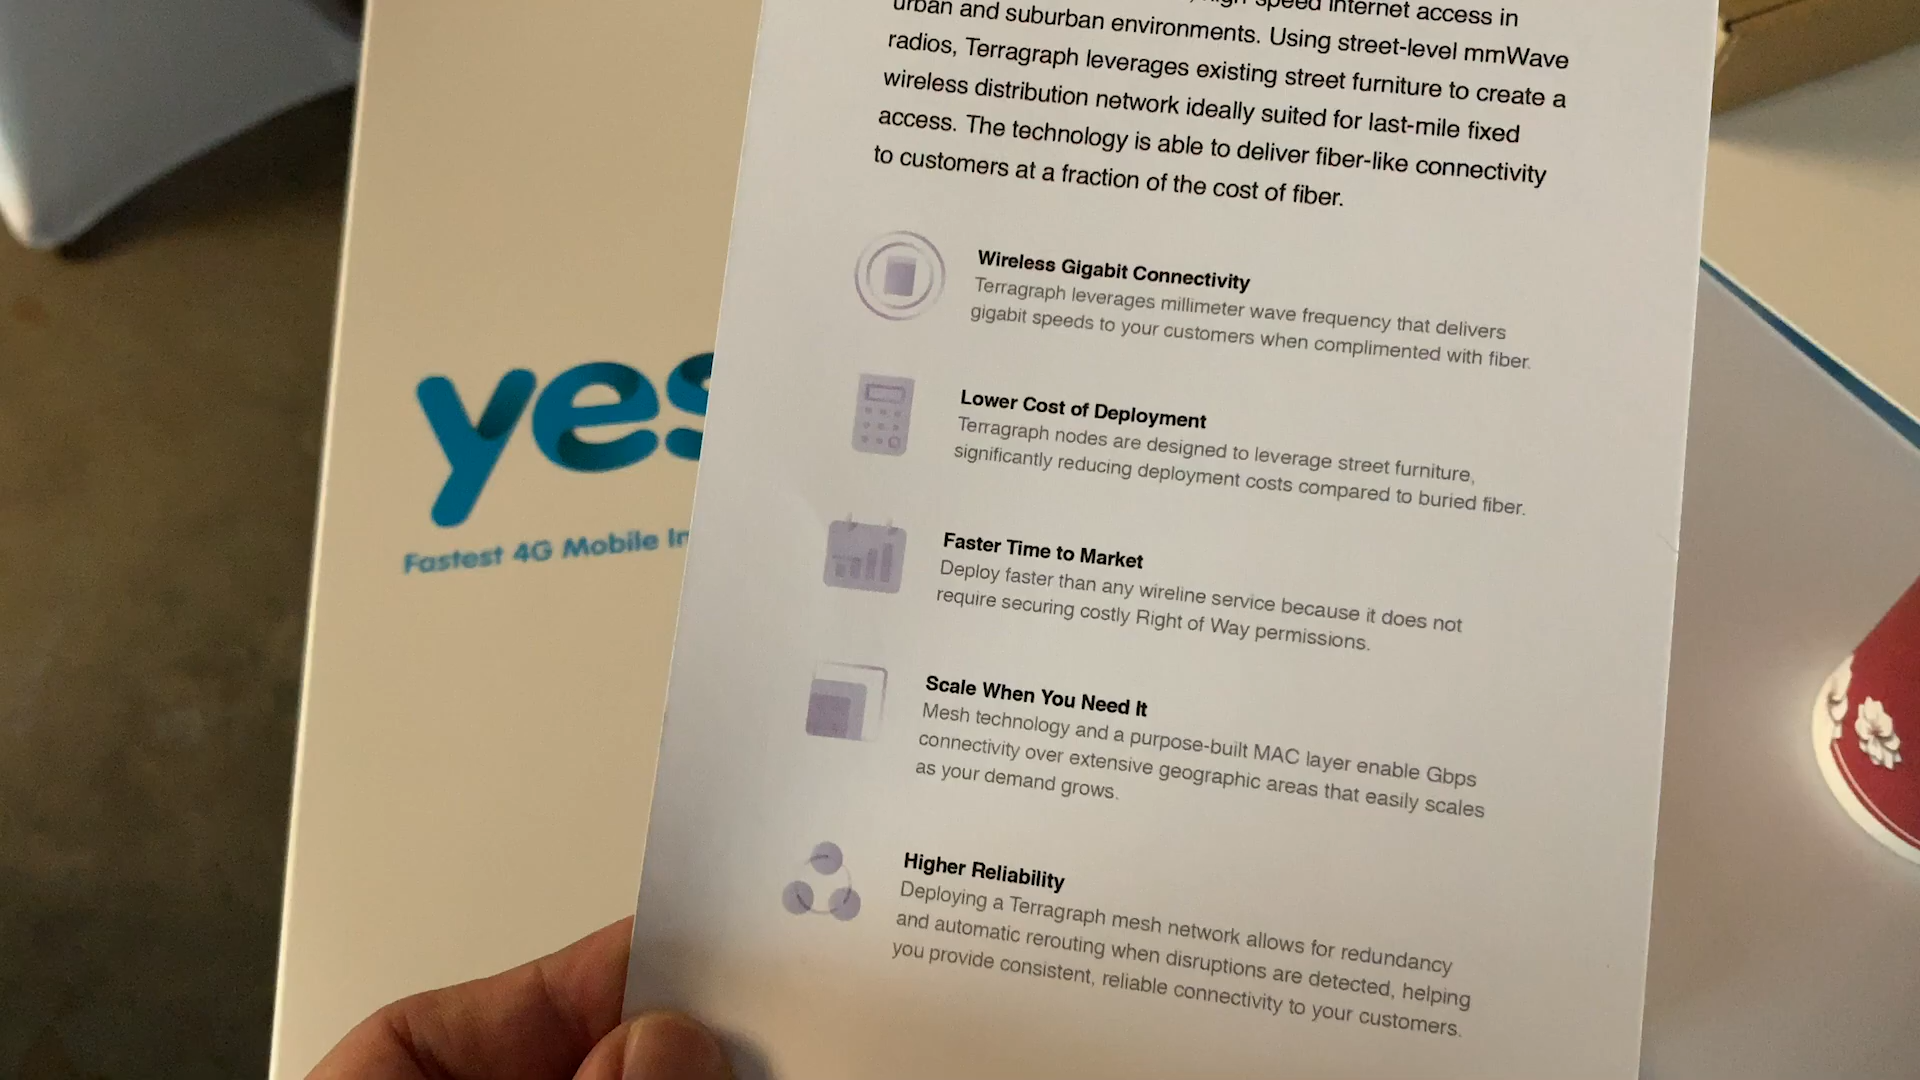 speed internet access in
urban and suburban environments. Using street-level mmWave
radios, Terragraph leverages existing street furniture to create a
wireless distribution network ideally suited for last-mile fixed
access. The technology is able to deliver fiber-like connectivity
to customers at a fraction of the cost of fiber.
Wireless Gigabit Connectivity
Terragraph leverages millimeter wave frequency that delivers
gigabit speeds to your customers when complimented with fiber.
Lower Cost of Deployment
Terragraph nodes are designed to leverage street furniture,
significantly reducing deployment costs compared to buried fiber.
Faster Time to Market
Deploy faster than any wireline service because it does not
require securing costly Right of Way permissions.
Scale When You Need It
Mesh technology and a purpose-built MAC layer enable Gbps
connectivity over extensive geographic areas that easily scales
as your demand grows.
Higher Reliability
Deploying a Terragraph mesh network allows for redundancy
and automatic rerouting when disruptions are detected, helping
you provide consistent, reliable connectivity to your customers.
yes
Fastest 4G Mobile In